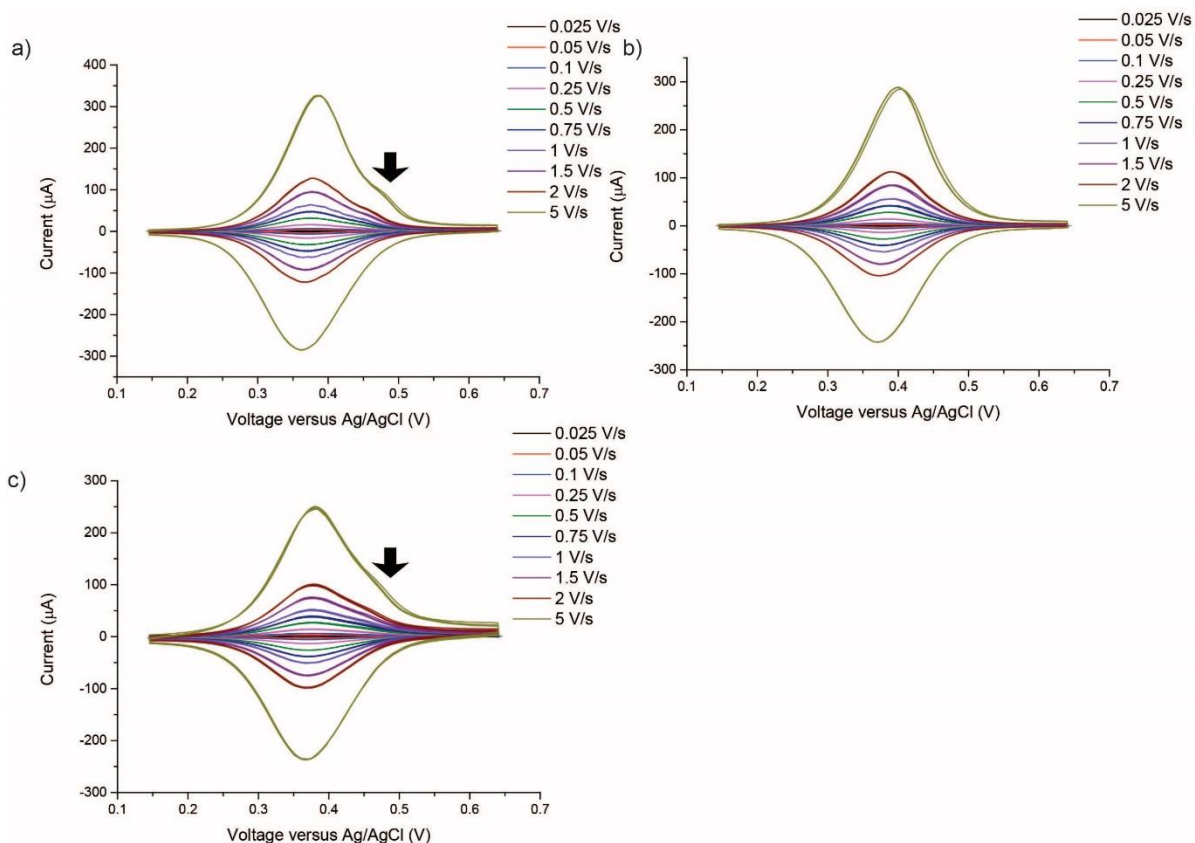 a)
0.025 V/s
0.05 V/s
0.1 V/s
0.25 V/s
0.5 V/s
0.75 V/s
1 V/s
1.5 V/s
2 V/s
5 V/s
400
300
200
100
0
-100
-200
-300
Current (µA)
0.1 0.2 0.3 0.4 0.5 0.6 0.7
Voltage versus Ag/AgCl (V)
b)
0.025 V/s
0.05 V/s
0.1 V/s
0.25 V/s
0.5 V/s
0.75 V/s
1 V/s
1.5 V/s
2 V/s
5 V/s
300
200
100
0
-100
-200
-300
Current (µA)
0.1 0.2 0.3 0.4 0.5 0.6 0.7
Voltage versus Ag/AgCl (V)
c)
0.025 V/s
0.05 V/s
0.1 V/s
0.25 V/s
0.5 V/s
0.75 V/s
1 V/s
1.5 V/s
2 V/s
5 V/s
300
200
100
0
-100
-200
-300
Current (µA)
0.1 0.2 0.3 0.4 0.5 0.6 0.7
Voltage versus Ag/AgCl (V)